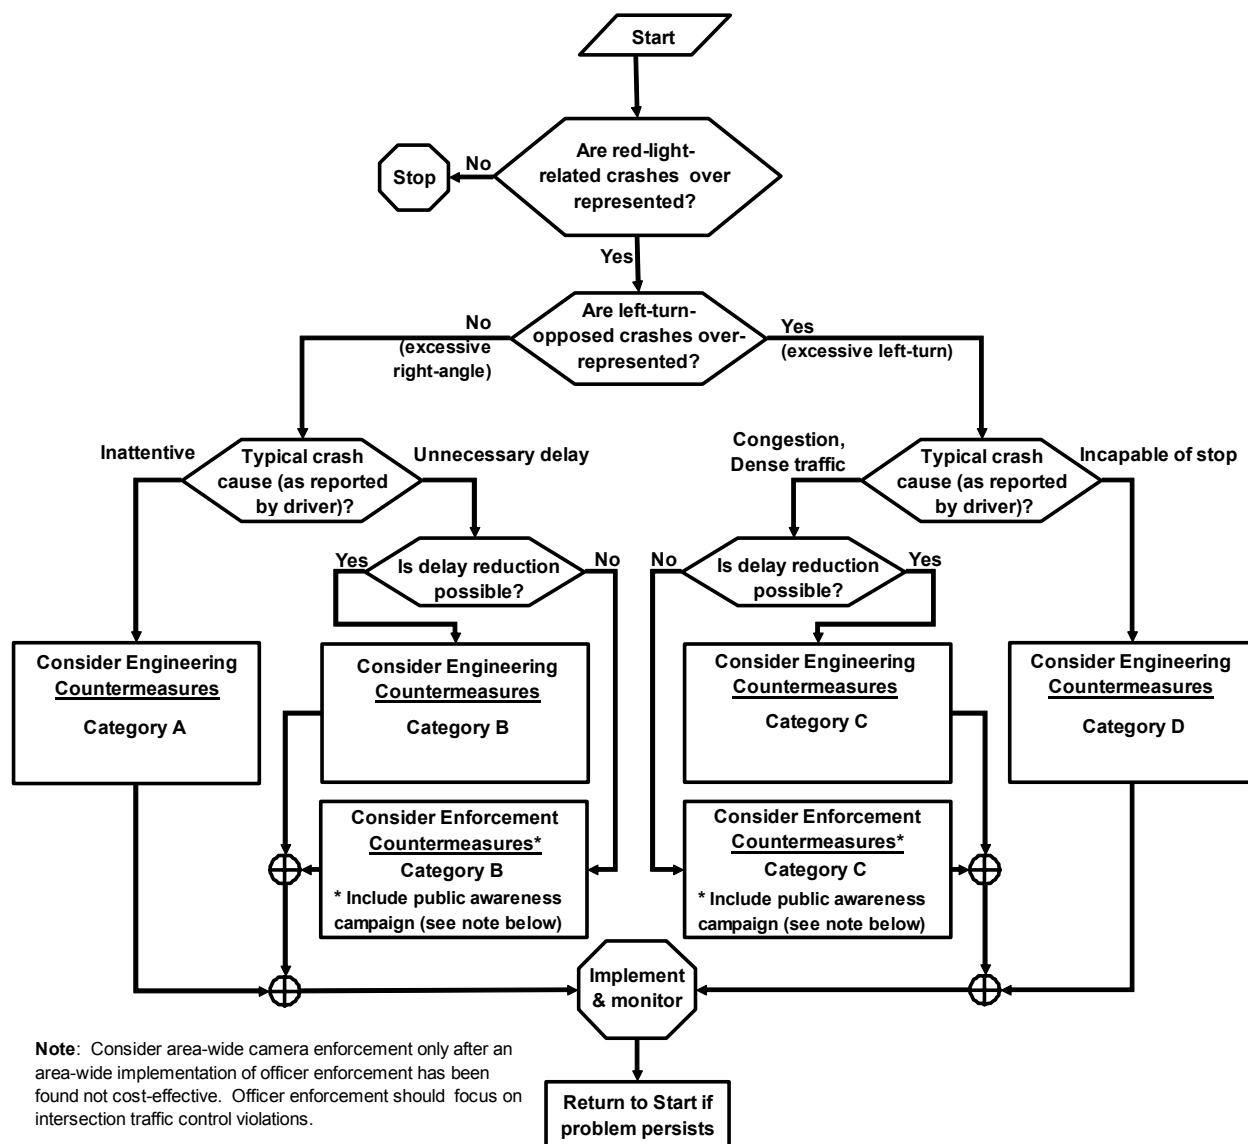 Start
Are red-light-
related crashes over
represented?
No
Stop
Yes
Are left-turn-
opposed crashes over-
represented?
No
(excessive
right-angle)
Yes
(excessive left-turn)
Inattentive
Typical crash
cause (as reported
by driver)?
Unnecessary delay
Congestion,
Dense traffic
Typical crash
cause (as reported
by driver)?
Incapable of stop
Yes
Is delay reduction
possible?
No
No
Is delay reduction
possible?
Yes
Consider Engineering
Countermeasures
Category A
Consider Engineering
Countermeasures
Category B
Consider Engineering
Countermeasures
Category C
Consider Engineering
Countermeasures
Category D
Consider Enforcement
Countermeasures*
Category B
* Include public awareness
campaign (see note below)
Consider Enforcement
Countermeasures*
Category C
* Include public awareness
campaign (see note below)
Implement
& monitor
Note: Consider area-wide camera enforcement only after an
area-wide implementation of officer enforcement has been
found not cost-effective. Officer enforcement should focus on
intersection traffic control violations.
Return to Start if
problem persists